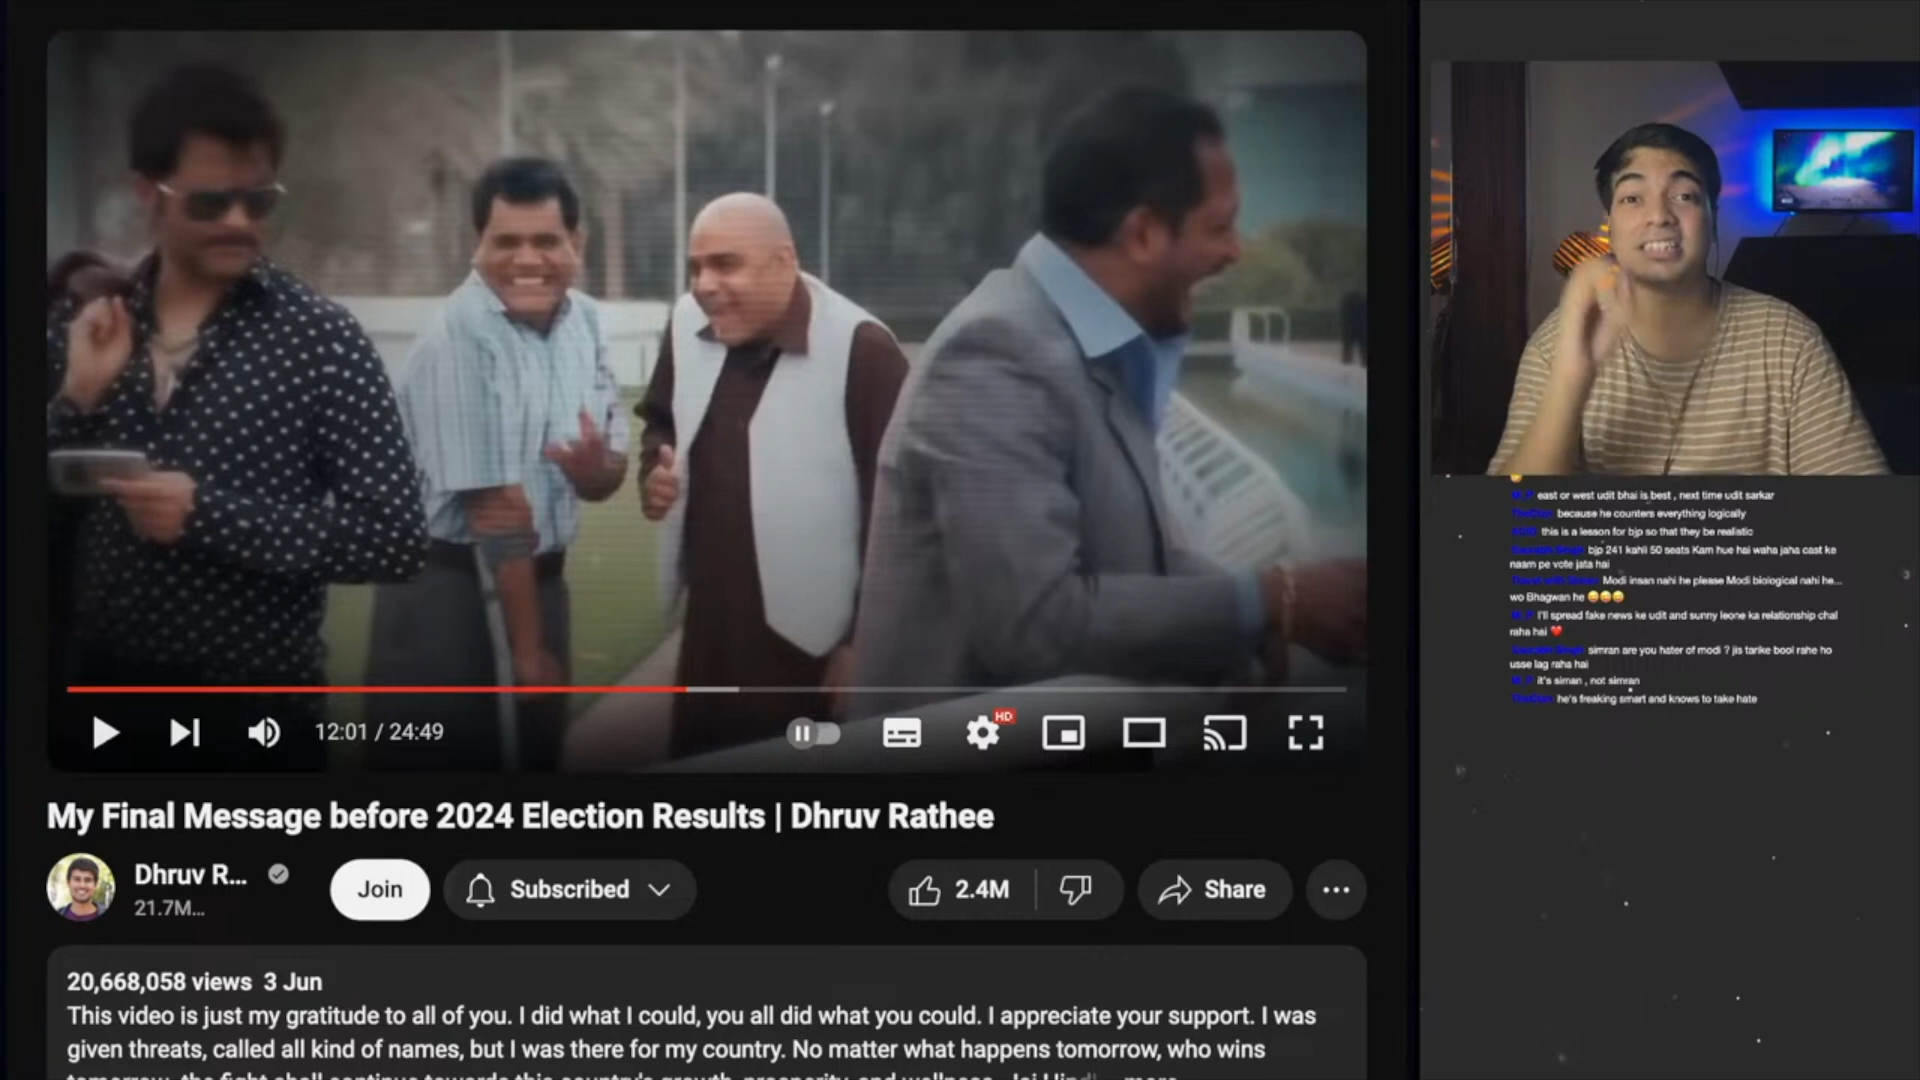 HD
12:01 / 24:49
My Final Message before 2024 Election Results | Dhruv Rathee
Dhruv R...
21.7M...
Join
Subscribed
2.4M
Share
20,668,058 views 3 Jun
This video is just my gratitude to all of you. I did what I could, you all did what you could. I appreciate your support. I was
given threats, called all kind of names, but I was there for my country. No matter what happens tomorrow, who wins
east or west udit bhai is best , next time udit sarkar
because he counters everything logically
this is a lesson for bjp so that they be realistic
bjp 241 kahli 50 seats Kam hue hai waha jaha cast ke
naam pe vote jata hai
Modi insan nahi he please Modi biological nahi he...
wo Bhagwan he 😂😂😂
I'll spread fake news ke udit and sunny leone ka relationship chal
raha hai ❤️
simran are you hater of modi ? jis tarike bool rahe ho
usse lag raha hai
it's siman , not simran
he's freaking smart and knows to take hate